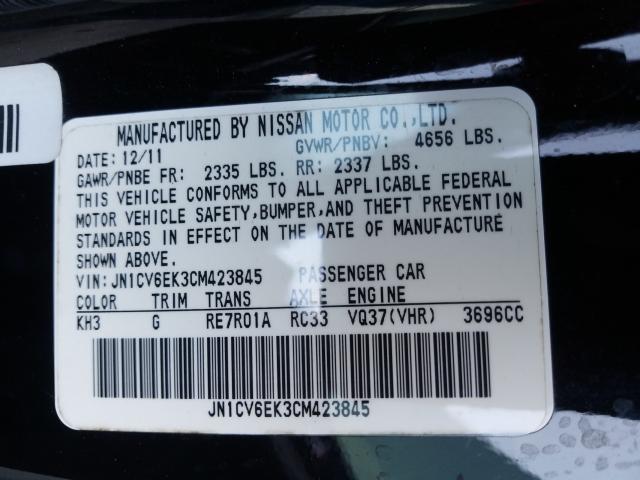 MANUFACTURED BY NISSAN MOTOR CO.,LTD.
DATE: 12/11 GVWR/PNBV: 4656 LBS.
GAWR/PNBE FR: 2335 LBS. RR: 2337 LBS.
THIS VEHICLE CONFORMS TO ALL APPLICABLE FEDERAL
MOTOR VEHICLE SAFETY,BUMPER,AND THEFT PREVENTION
STANDARDS IN EFFECT ON THE DATE OF MANUFACTURE
SHOWN ABOVE.
VIN:JN1CV6EK3CM423845 PASSENGER CAR
COLOR TRIM TRANS AXLE ENGINE
KH3 G RE7R01A RC33 VQ37(VHR) 3696CC
JN1CV6EK3CM423845